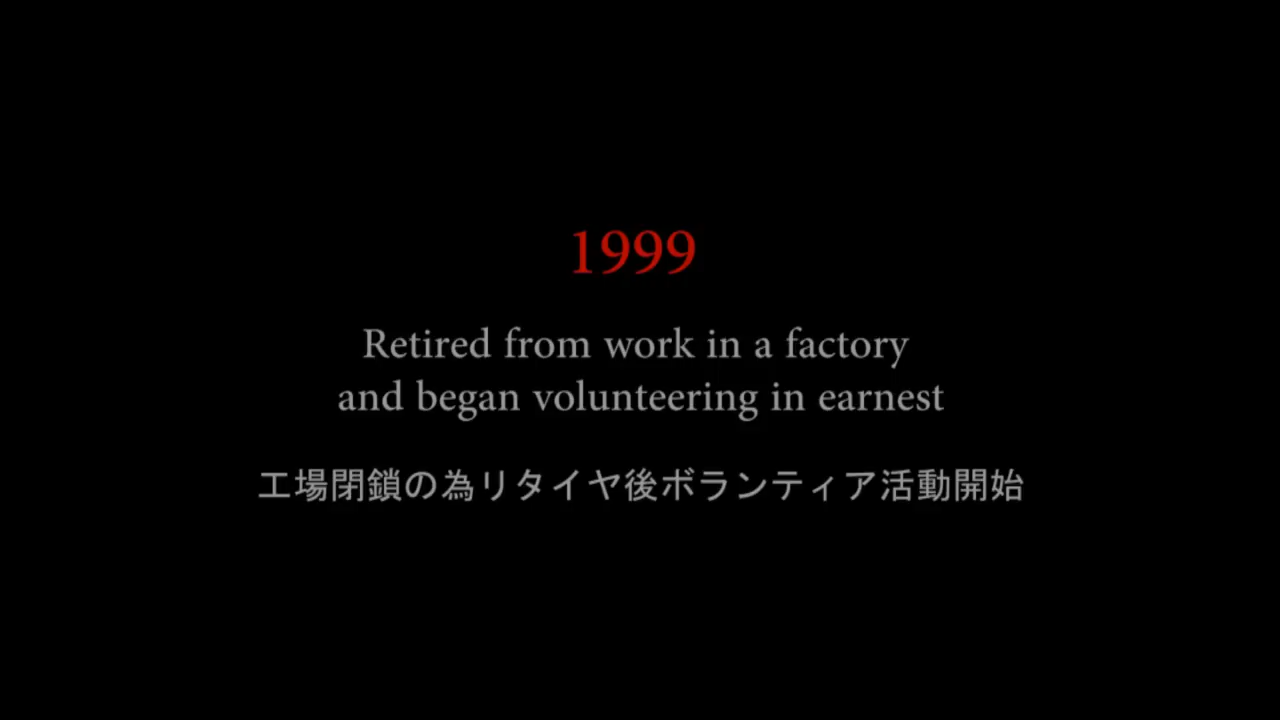 1999
Retired from work in a factory
and began volunteering in earnest
工場閉鎖の為リタイヤ後ボランティア活動開始